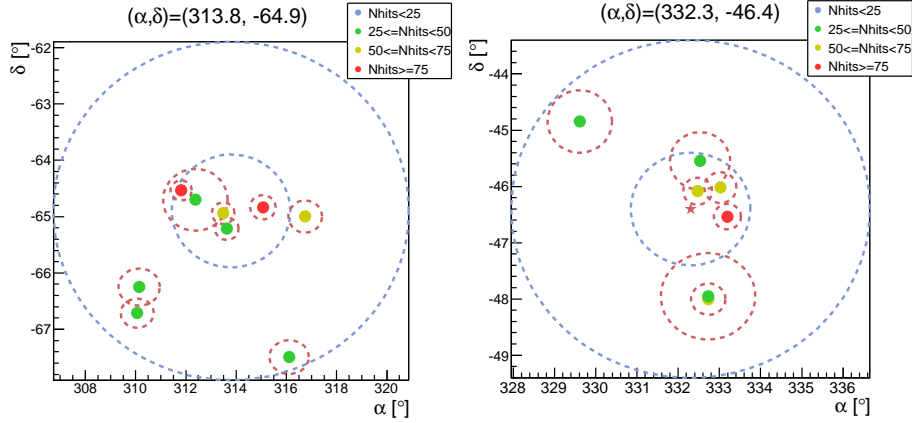 (α,δ)=(313.8, -64.9)
Nhits<25
25<=Nhits<50
50<=Nhits<75
Nhits>=75
δ [°]
-62
-63
-64
-65
-66
-67
308
310
312
314
316
318
320
α [°]
(α,δ)=(332.3, -46.4)
Nhits<25
25<=Nhits<50
50<=Nhits<75
Nhits>=75
δ [°]
-44
-45
-46
-47
-48
-49
328
329
330
331
332
333
334
335
336
α [°]